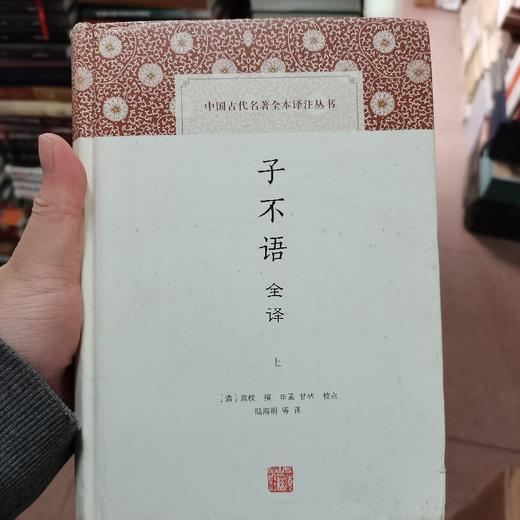 中国古代名著全本译注丛书
子不语
全译
上
[清]袁枚 撰 申孟 甘林 校点
陆海明 等 译